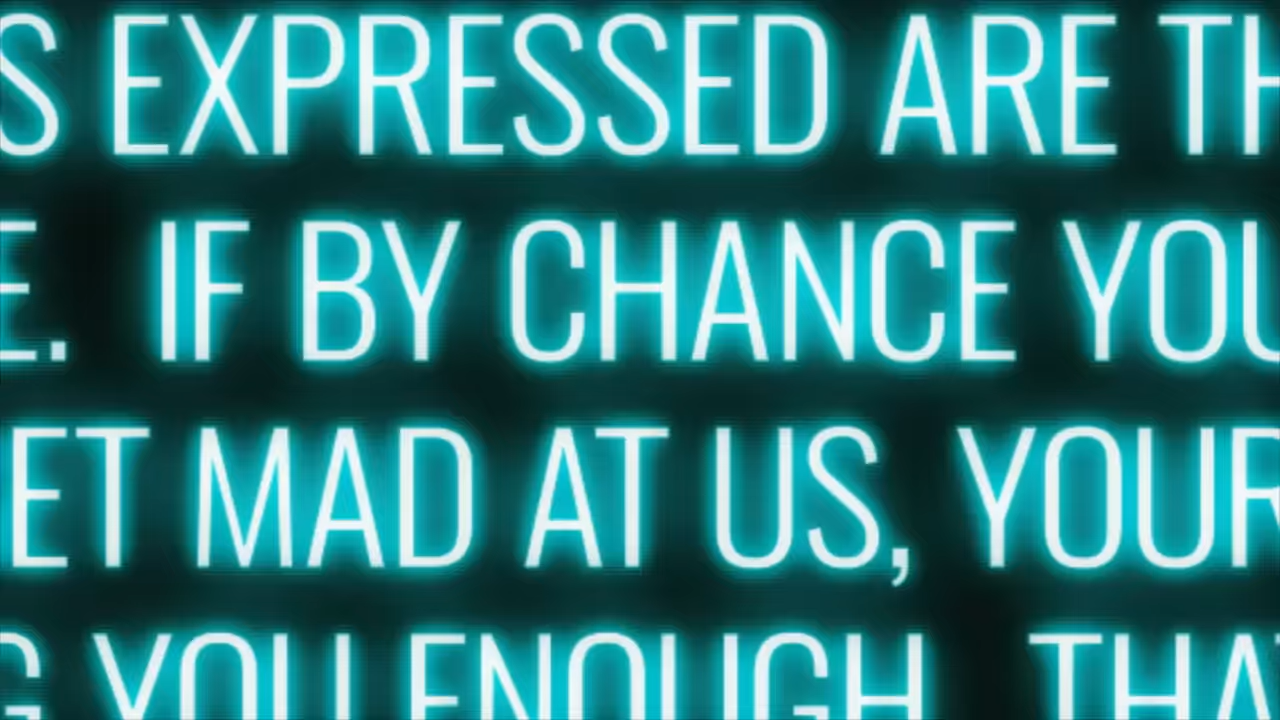 S EXPRESSED ARE TH
E. IF BY CHANCE YOU
ET MAD AT US, YOUR
G YOU ENOUGH. THA